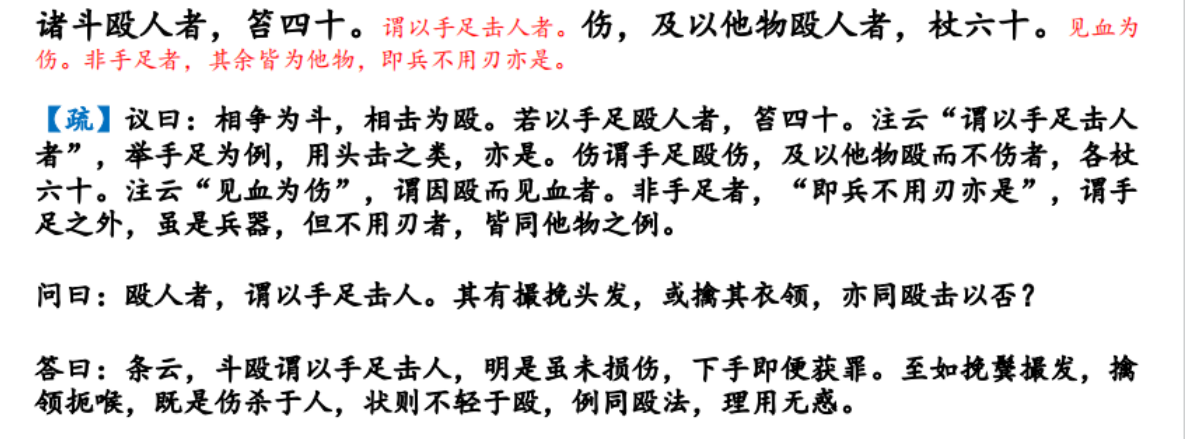 诸斗殴人者，笞四十。谓以手足击人者。伤，及以他物殴人者，杖六十。见血为
伤。非手足者，其余皆为他物，即兵不用刃亦是。
【疏】议曰：相争为斗，相击为殴。若以手足殴人者，笞四十。注云“谓以手足击人
者”，举手足为例，用头击之类，亦是。伤谓手足殴伤，及以他物殴而不伤者，各杖
六十。注云“见血为伤”，谓因殴而见血者。非手足者，“即兵不用刃亦是”，谓手
足之外，虽是兵器，但不用刃者，皆同他物之例。
问曰：殴人者，谓以手足击人。其有撮挽头发，或擒其衣领，亦同殴击以否？
答曰：条云，斗殴谓以手足击人，明是虽未损伤，下手即便获罪。至如挽鬓撮发，擒
领扼喉，既是伤杀于人，状则不轻于殴，例同殴法，理用无惑。